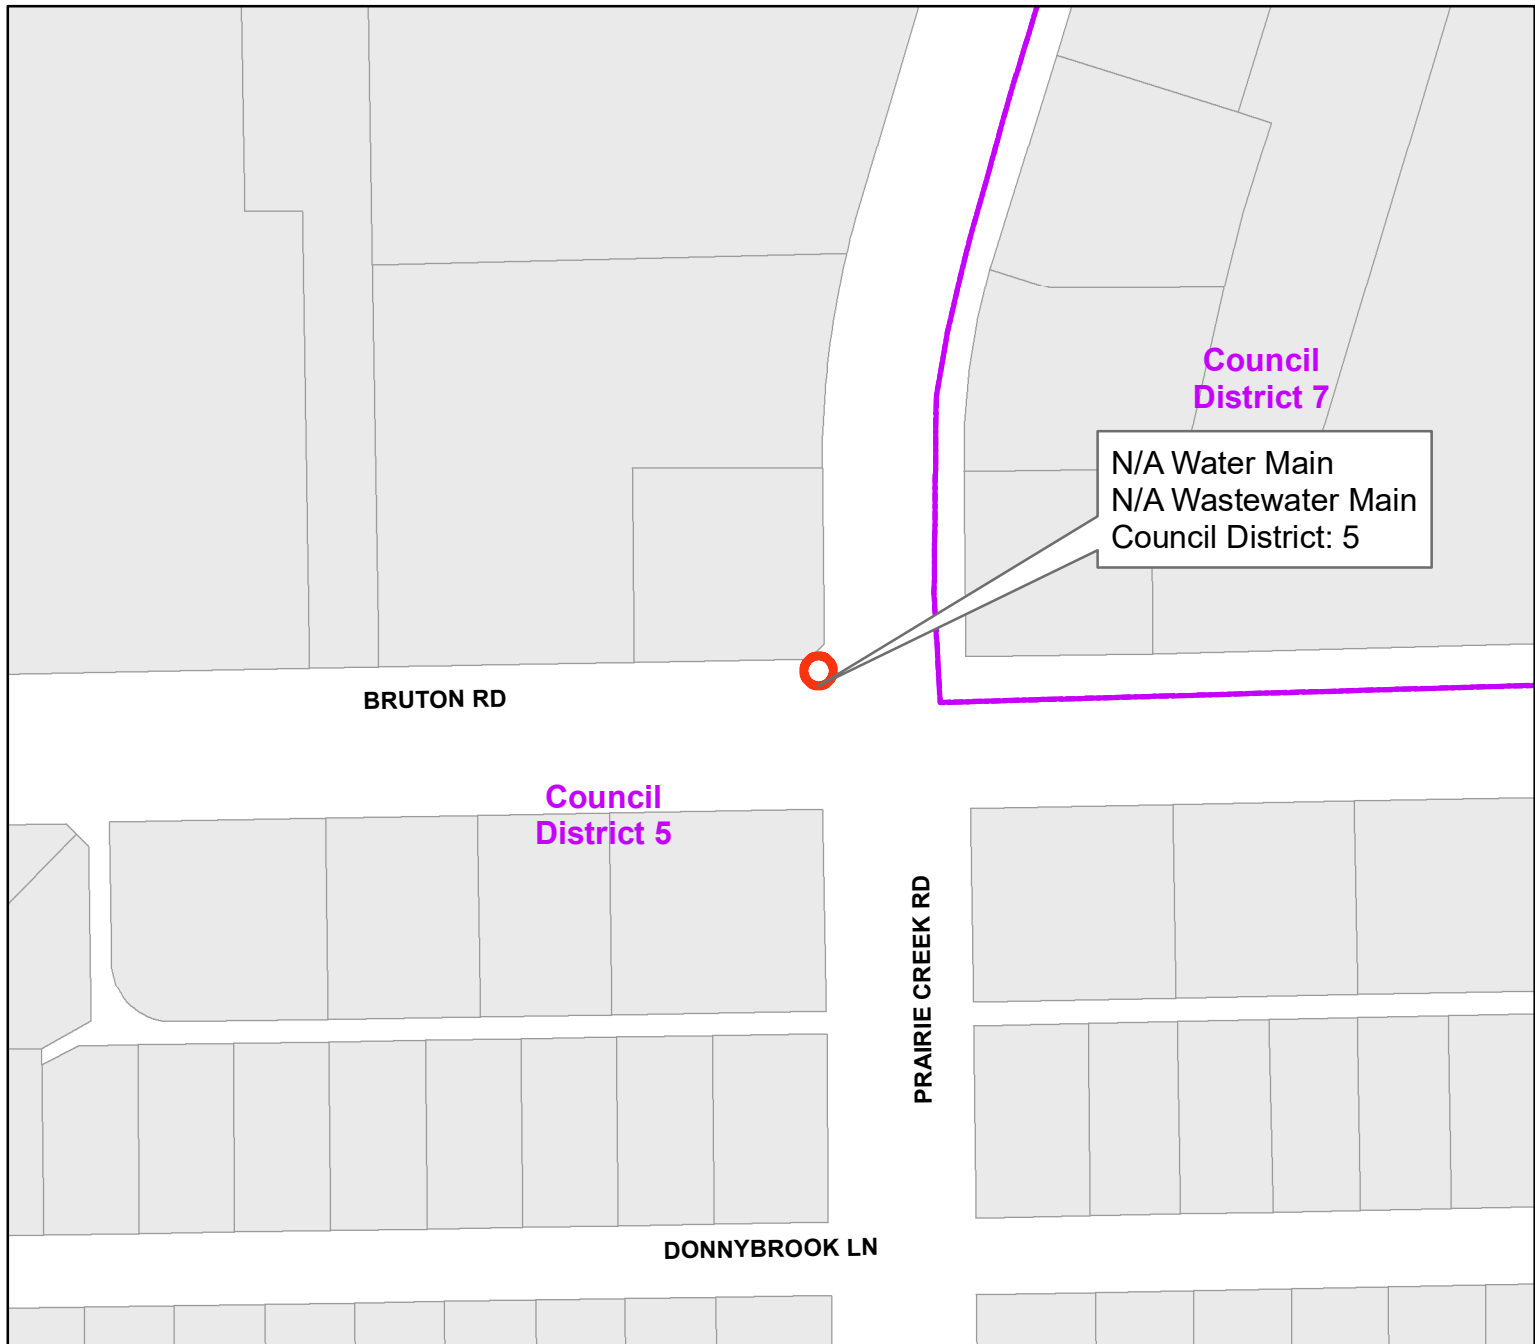 Council
District 7
N/A Water Main
N/A Wastewater Main
Council District: 5
BRUTON RD
Council
District 5
PRAIRIE CREEK RD
DONNYBROOK LN